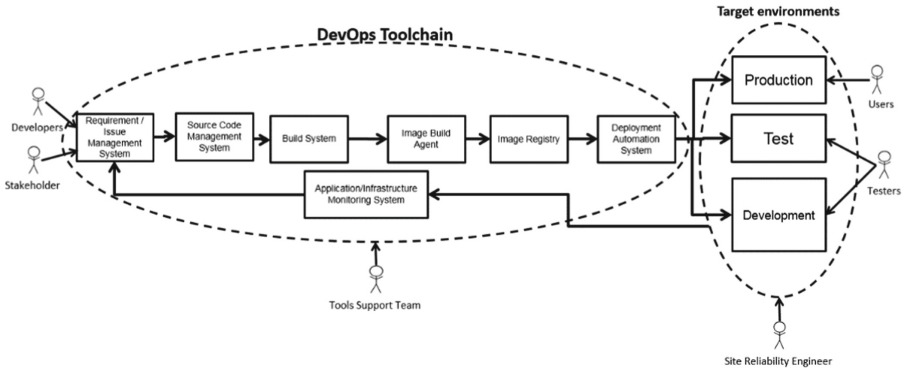 Target environments
DevOps Toolchain
Production
Users
Developers
Requirement /
Issue
Management
System
Source Code
Management
System
Build System
Image Build
Agent
Image Registry
Deployment
Automation
System
Test
Stakeholder
Testers
Application/Infrastructure
Monitoring System
Development
Tools Support Team
Site Reliability Engineer